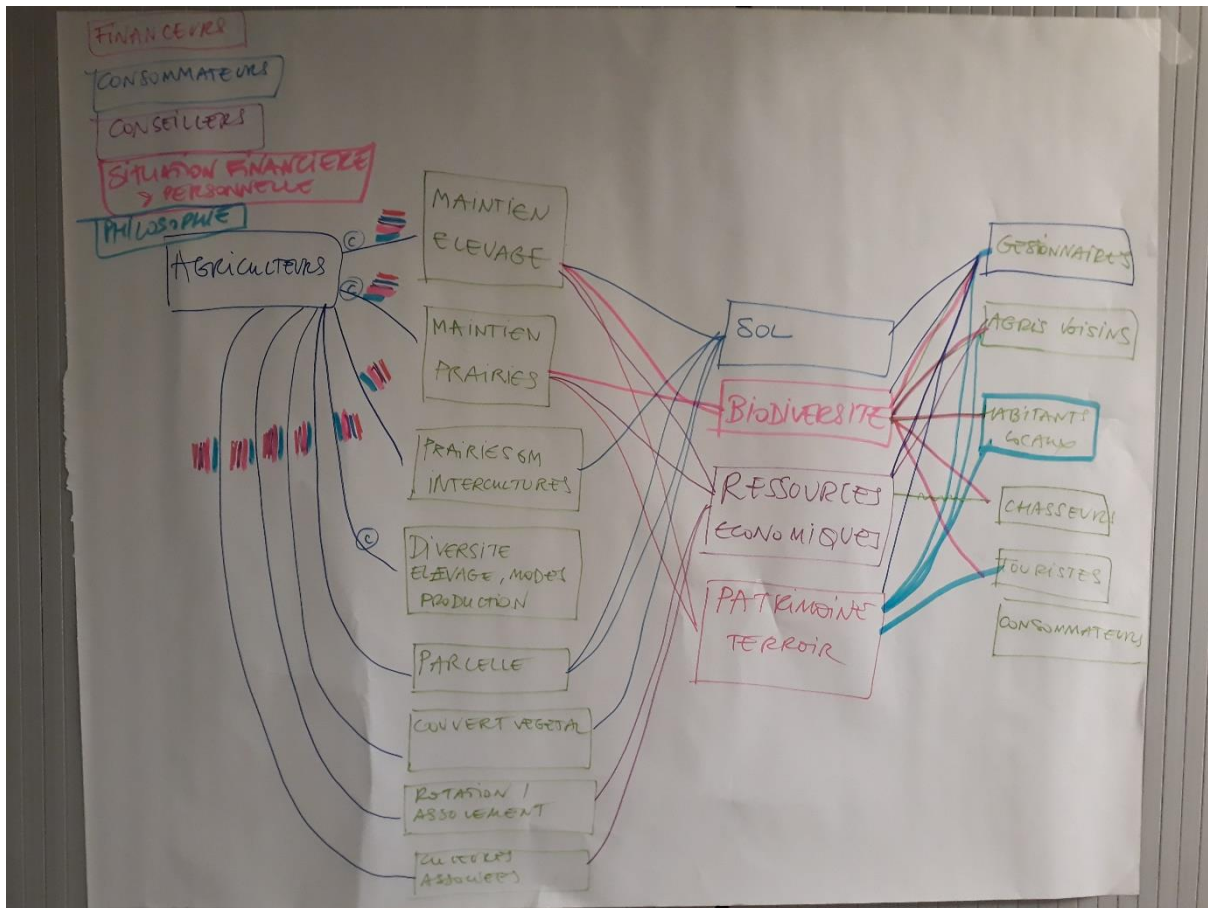 FINANCEURS
CONSOMMATEURS
CONSEILLERS
SITUATION FINANCIERE
> PERSONNELLE
PHILOSOPHIE
AGRICULTEURS
C
C
C
MAINTIEN
ELEVAGE
MAINTIEN
PRAIRIES
PRAIRIES 6M
INTERCULTURES
DIVERSITE
ELEVAGE, MODES
PRODUCTION
PARCELLE
COUVERT VEGETAL
ROTATION /
ASSOLEMENT
CULTURES
ASSOCIEES
SOL
BIODIVERSITE
RESSOURCES
ECONOMIQUES
PATRIMOINE
TERROIR
GESIONNAIRES
AGRIS VOISINS
HABITANTS
LOCAUX
CHASSEURS
TOURISTES
CONSOMMATEURS